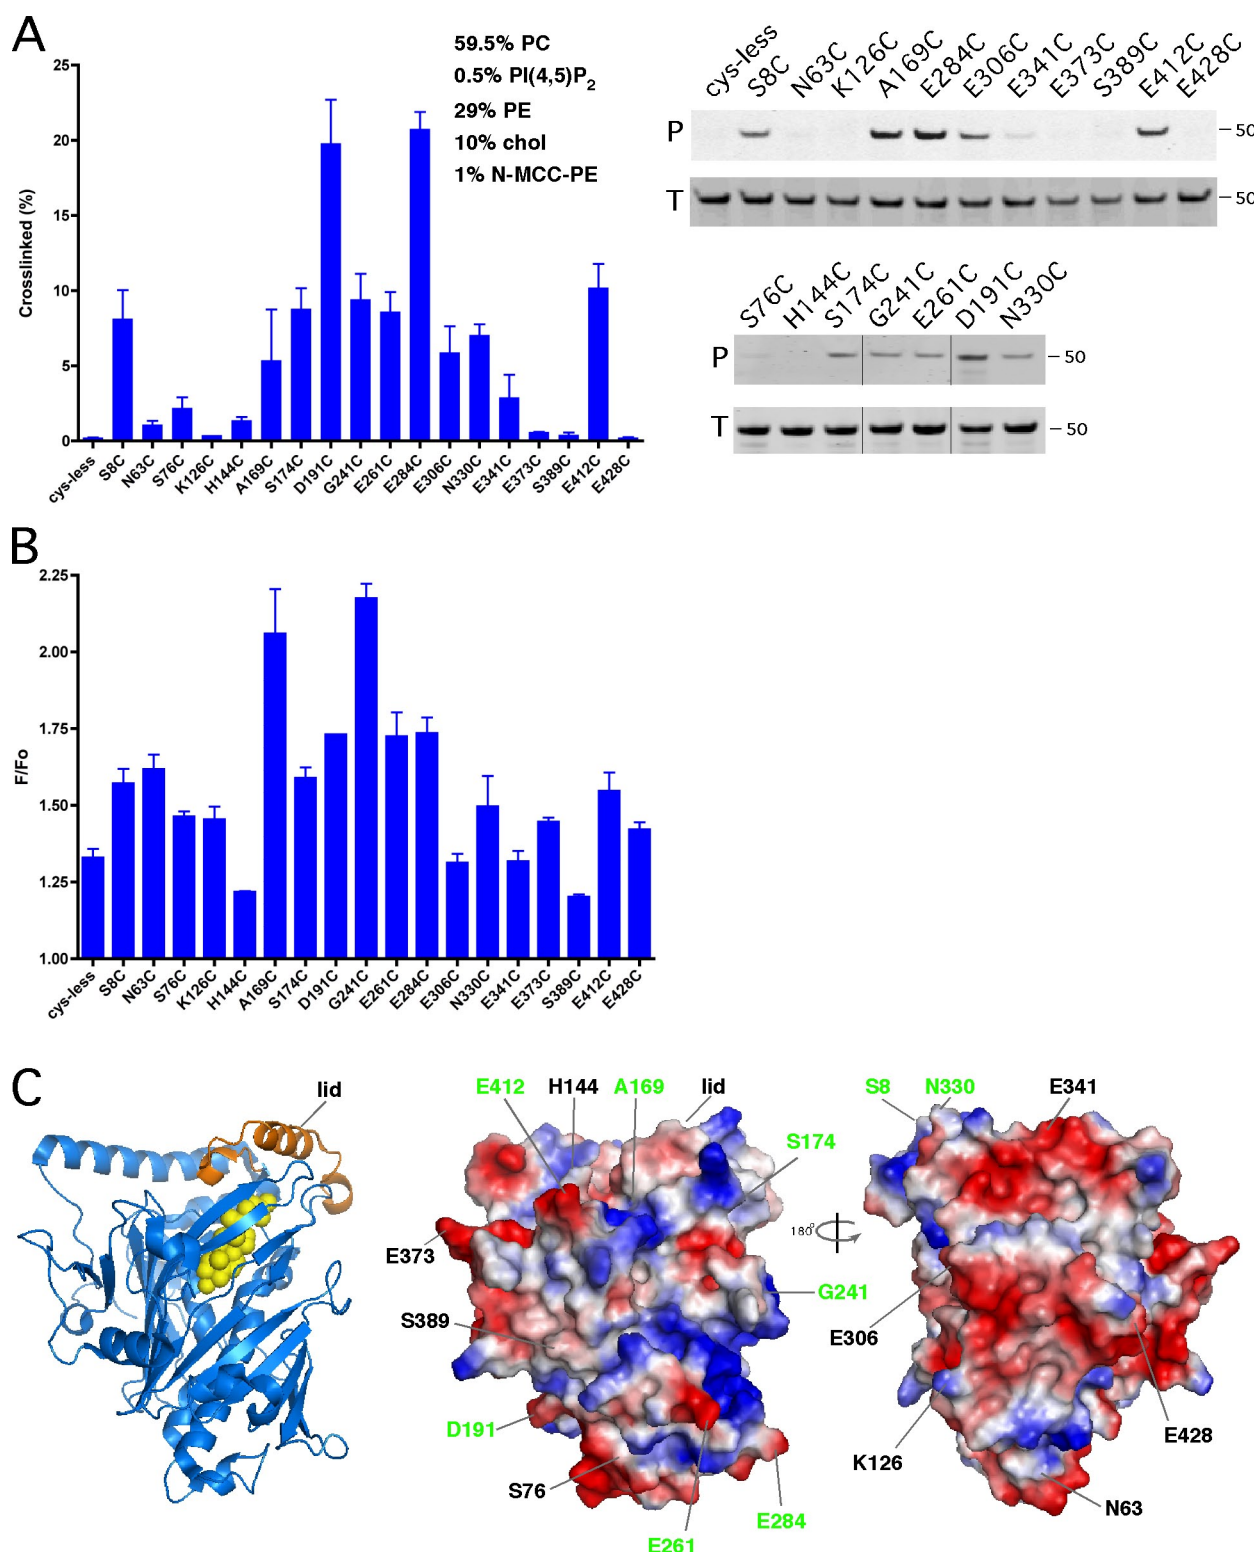 A
59.5% PC
0.5% PI(4,5)P2
29% PE
10% chol
1% N-MCC-PE
25
20
15
10
5
0
Crosslinked (%)
cys-less S8C N63C S76C K126C H144C A169C S174C D191C G241C E261C E284C E306C N330C E341C E373C S389C E412C E428C
cys-less S8C N63C K126C A169C E284C E306C E341C E373C S389C E412C E428C
P
50
T
50
S76C H144C S174C G241C E261C D191C N330C
P
50
T
50
B
2.25
2.00
1.75
1.50
1.25
1.00
F/Fo
cys-less S8C N63C S76C K126C H144C A169C S174C D191C G241C E261C E284C E306C N330C E341C E373C S389C E412C E428C
C
lid
E412 H144 A169 lid
S174
E373
G241
S389
D191
S76
E284
E261
180°
S8 N330 E341
E306
E428
K126
N63